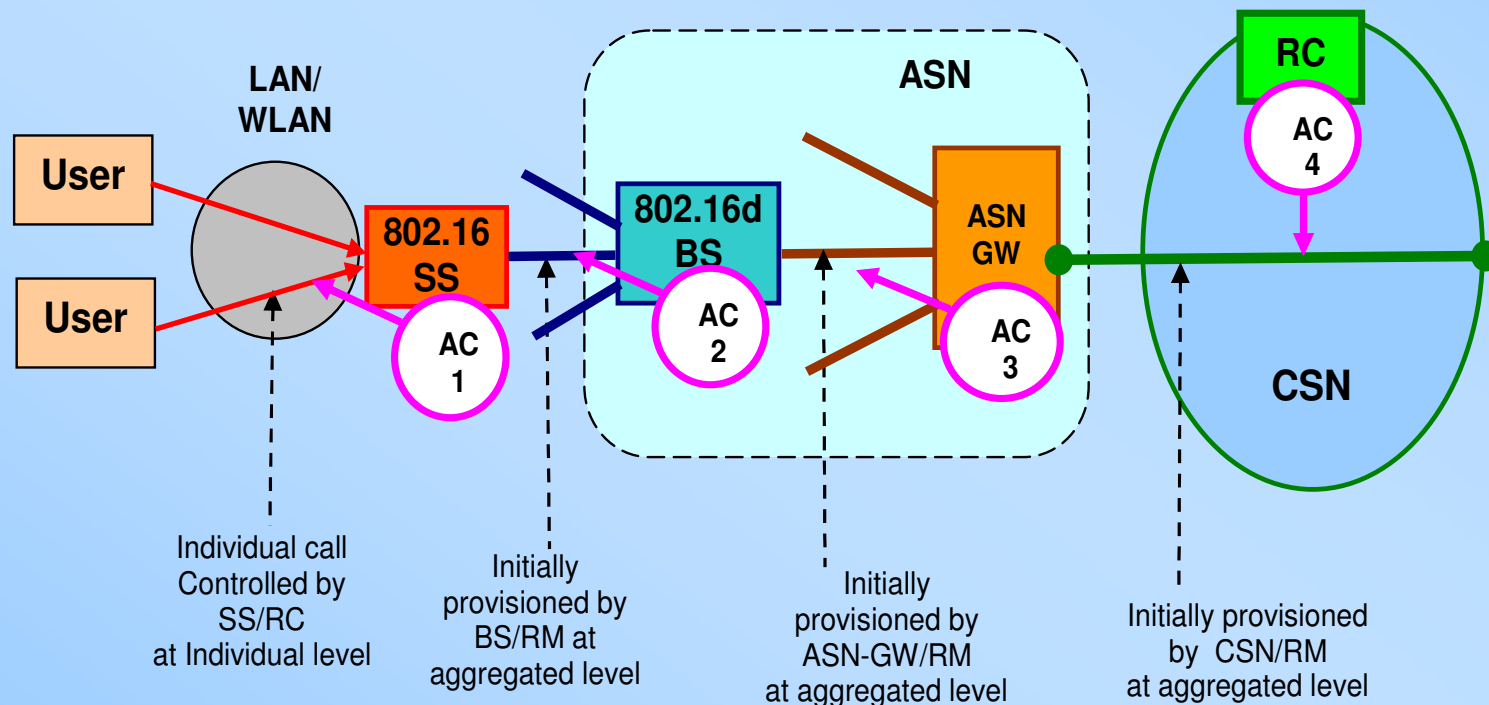 LAN/
WLAN
User
User
802.16
SS
AC
1
ASN
802.16d
BS
AC
2
ASN
GW
AC
3
RC
AC
4
CSN
Individual call
Controlled by
SS/RC
at Individual level
Initially
provisioned by
BS/RM at
aggregated level
Initially
provisioned by
ASN-GW/RM
at aggregated level
Initially provisioned
by CSN/RM
at aggregated level